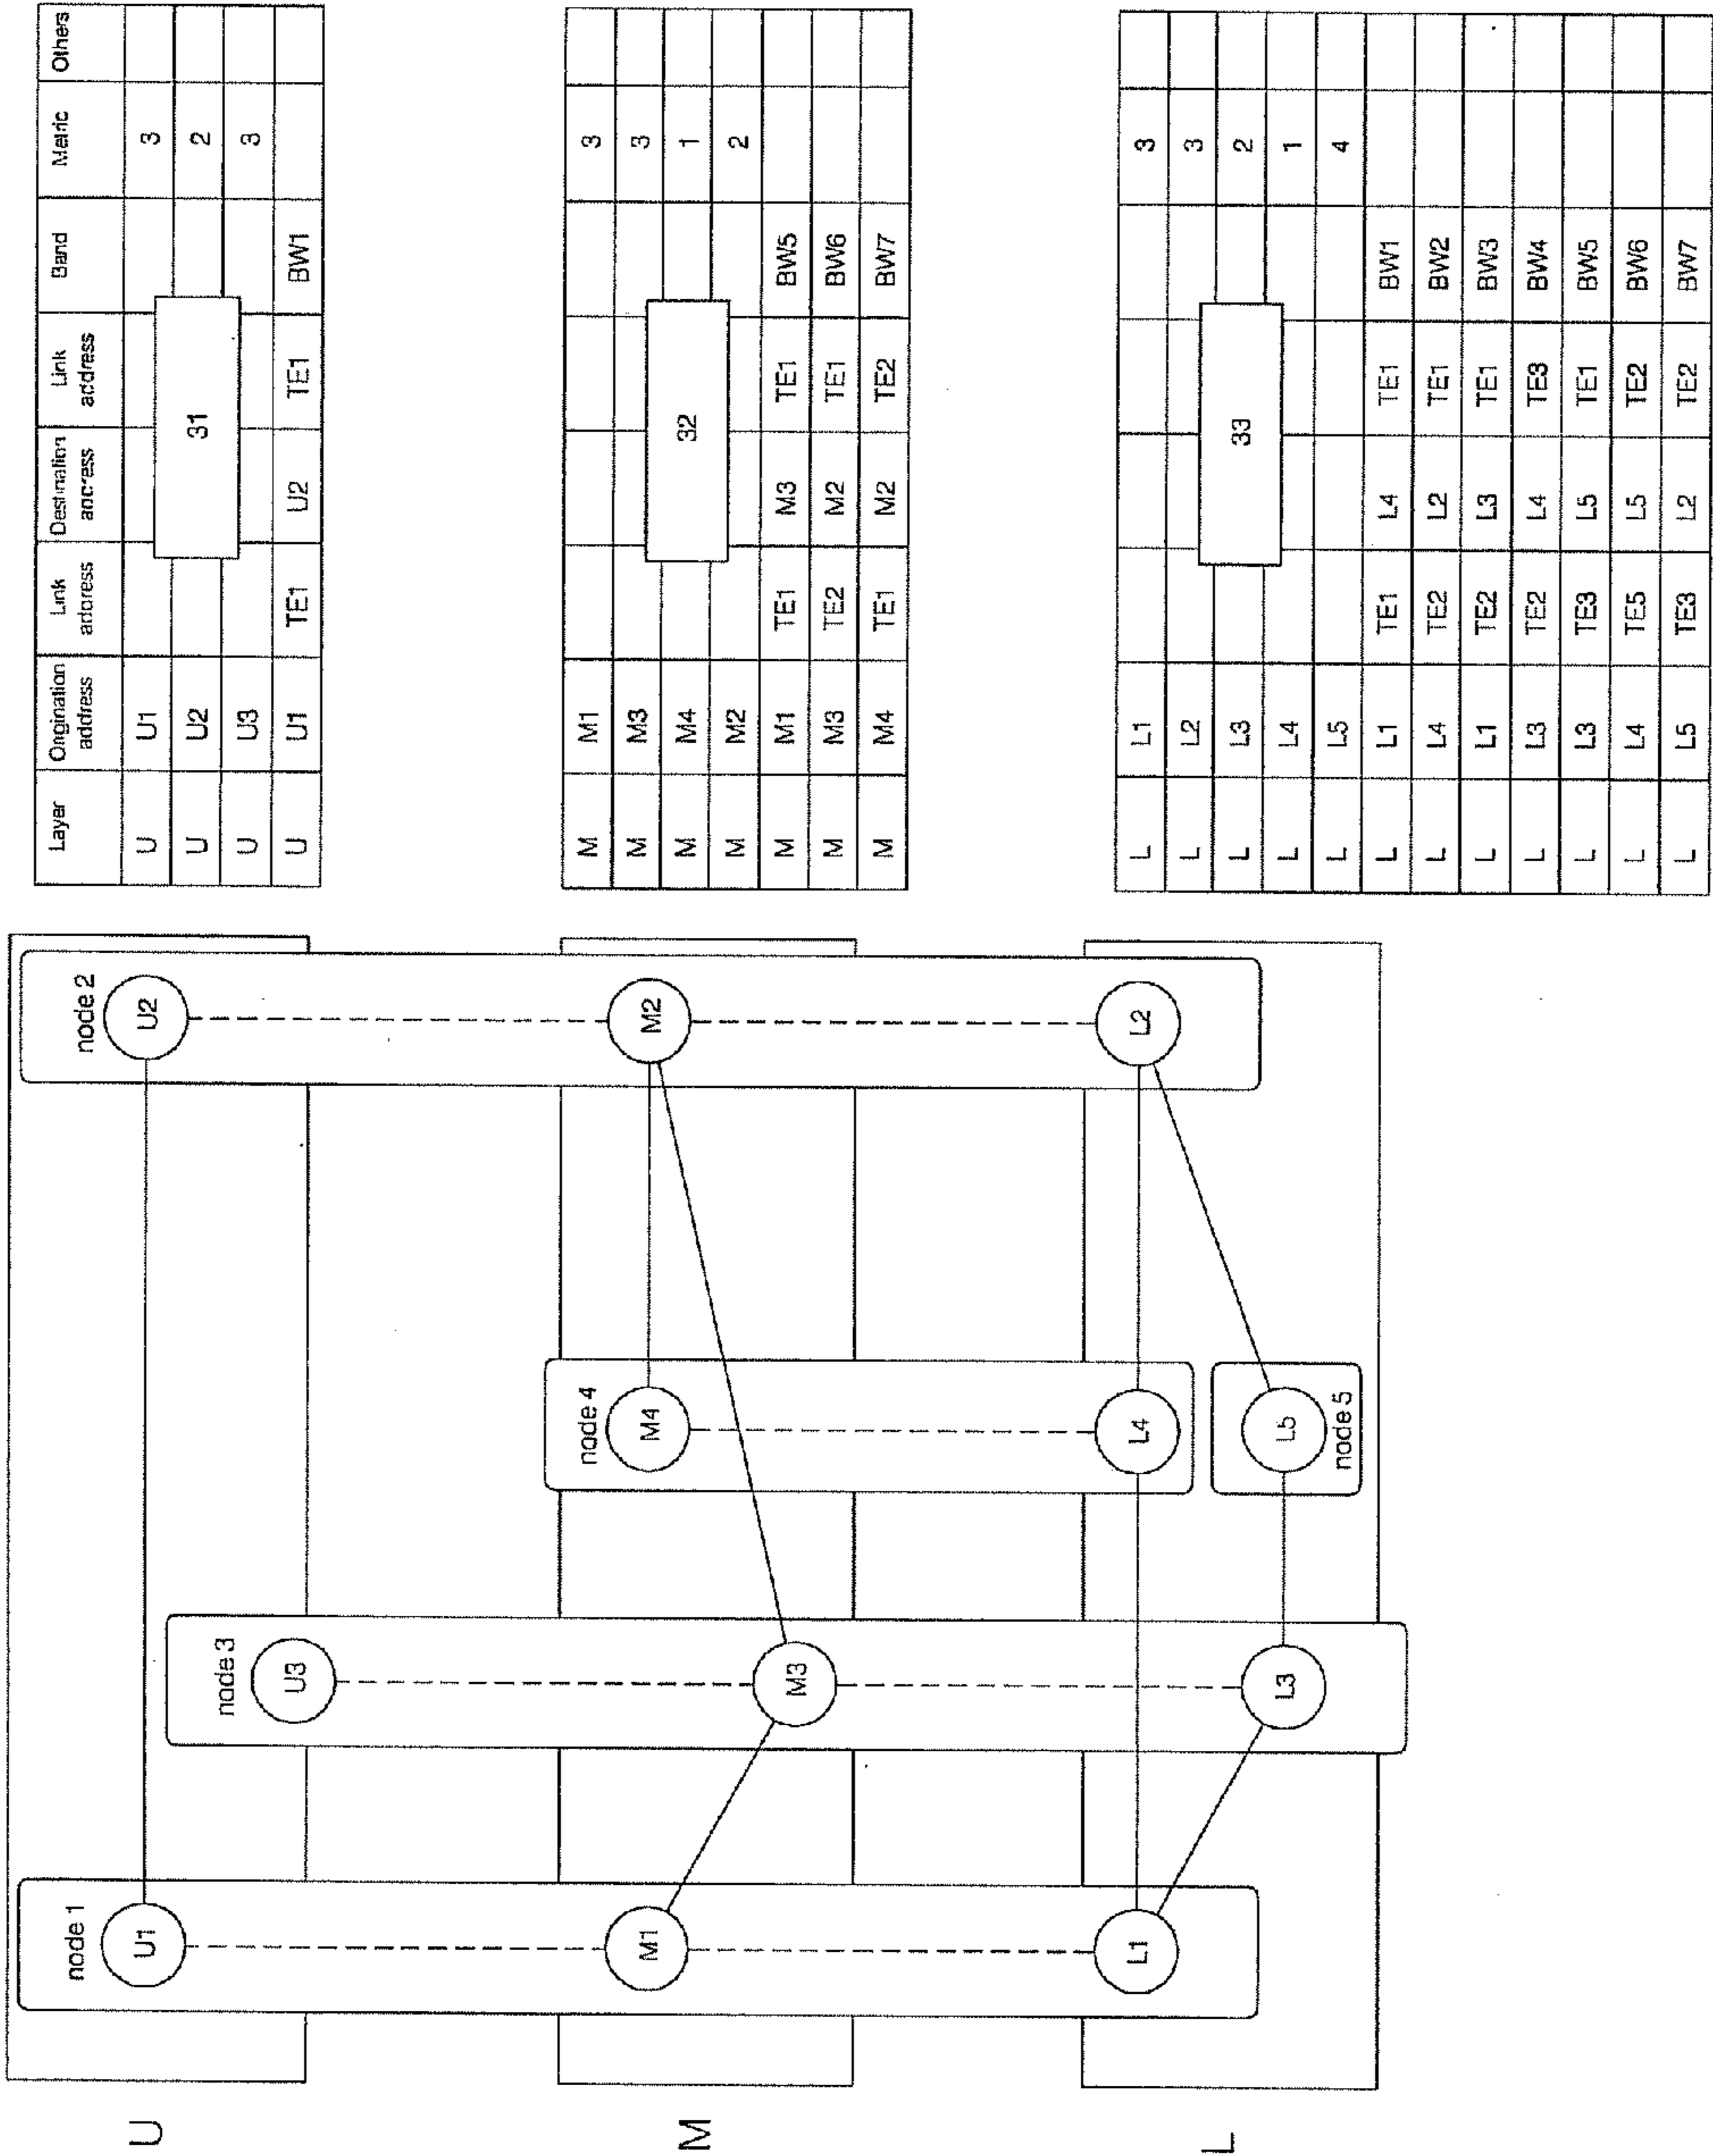 U
node 1
U1
node 3
U3
node 2
U2
M
M1
M3
node 4
M4
M2
L
L1
L3
L4
L5
node 5
L2
Layer Origination address Link address Destination address Link address Band Metric Others
U U1 3
U U2 2
U U3 3
U U1 TE1 U2 TE1 BW1
31
M M1 3
M M3 3
M M4 1
M M2 2
M M1 TE1 M3 TE1 BW5
M M3 TE2 M2 TE1 BW6
M M4 TE1 M2 TE2 BW7
32
L L1 3
L L2 3
L L3 2
L L4 1
L L5 4
L L1 TE1 L4 TE1 BW1
L L4 TE2 L2 TE1 BW2
L L1 TE2 L3 TE1 BW3
L L3 TE2 L4 TE3 BW4
L L3 TE3 L5 TE1 BW5
L L4 TE5 L5 TE2 BW6
L L5 TE3 L2 TE2 BW7
33